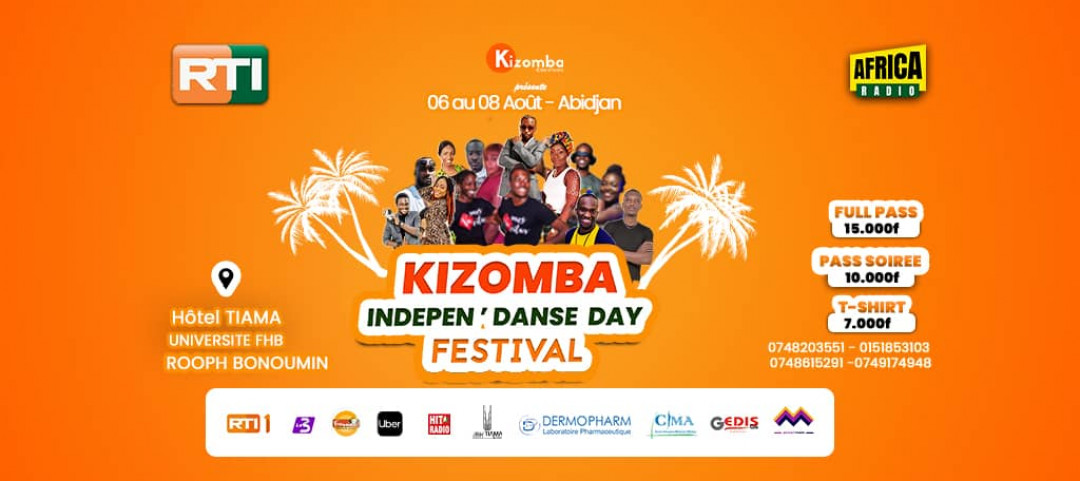 RTI
Kizomba
présente
06 au 08 Août - Abidjan
AFRICA
RADIO
KIZOMBA
INDEPEN ' DANSE DAY
FESTIVAL
Hôtel TIAMA
UNIVERSITE FHB
ROOPH BONOUMIN
FULL PASS
15.000f
PASS SOIREE
10.000f
T-SHIRT
7.000f
0748203551 - 0151853103
0748615291 -0749174948
RTI 1
Uber
HIT
RADIO
TIAMA
DERMOPHARM
Laboratoire Pharmaceutique
CIMA
GEDIS